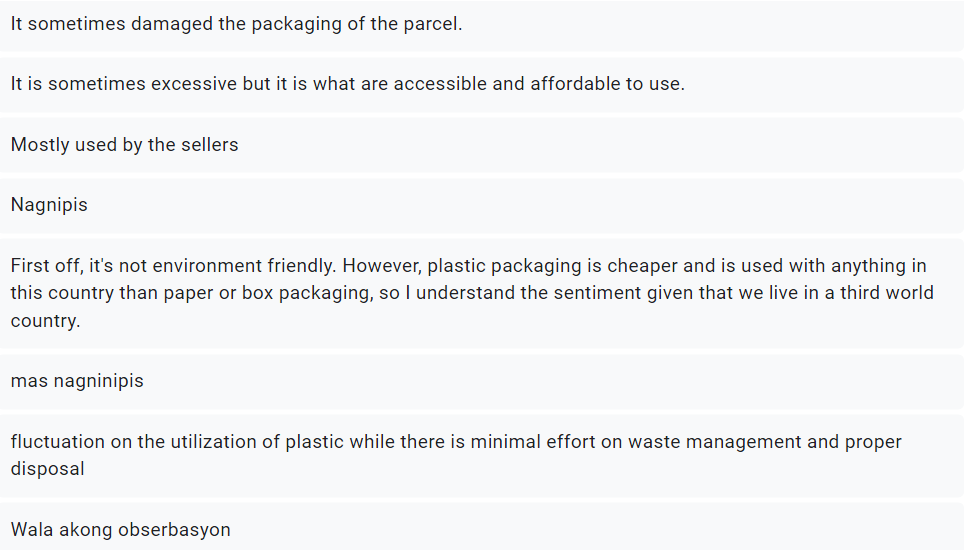 It sometimes damaged the packaging of the parcel.
It is sometimes excessive but it is what are accessible and affordable to use.
Mostly used by the sellers
Nagnipis
First off, it's not environment friendly. However, plastic packaging is cheaper and is used with anything in
this country than paper or box packaging, so I understand the sentiment given that we live in a third world
country.
mas nagninipis
fluctuation on the utilization of plastic while there is minimal effort on waste management and proper
disposal
Wala akong obserbasyon